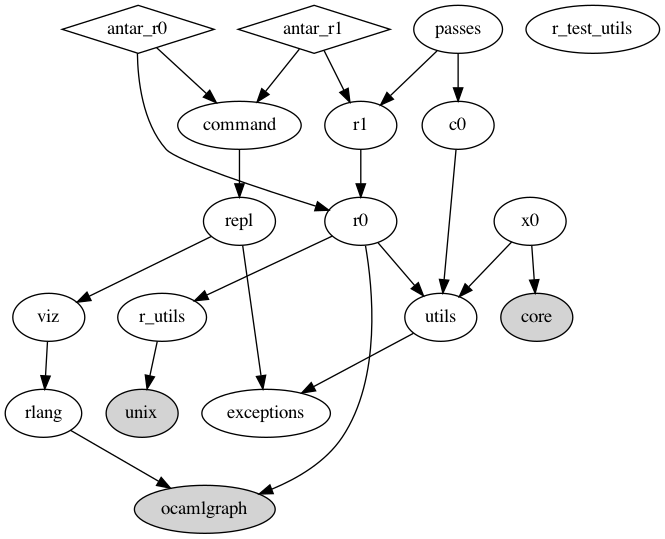 antar_r0
antar_r1
passes
r_test_utils
command
r1
c0
repl
r0
x0
viz
r_utils
utils
core
rlang
unix
exceptions
ocamlgraph